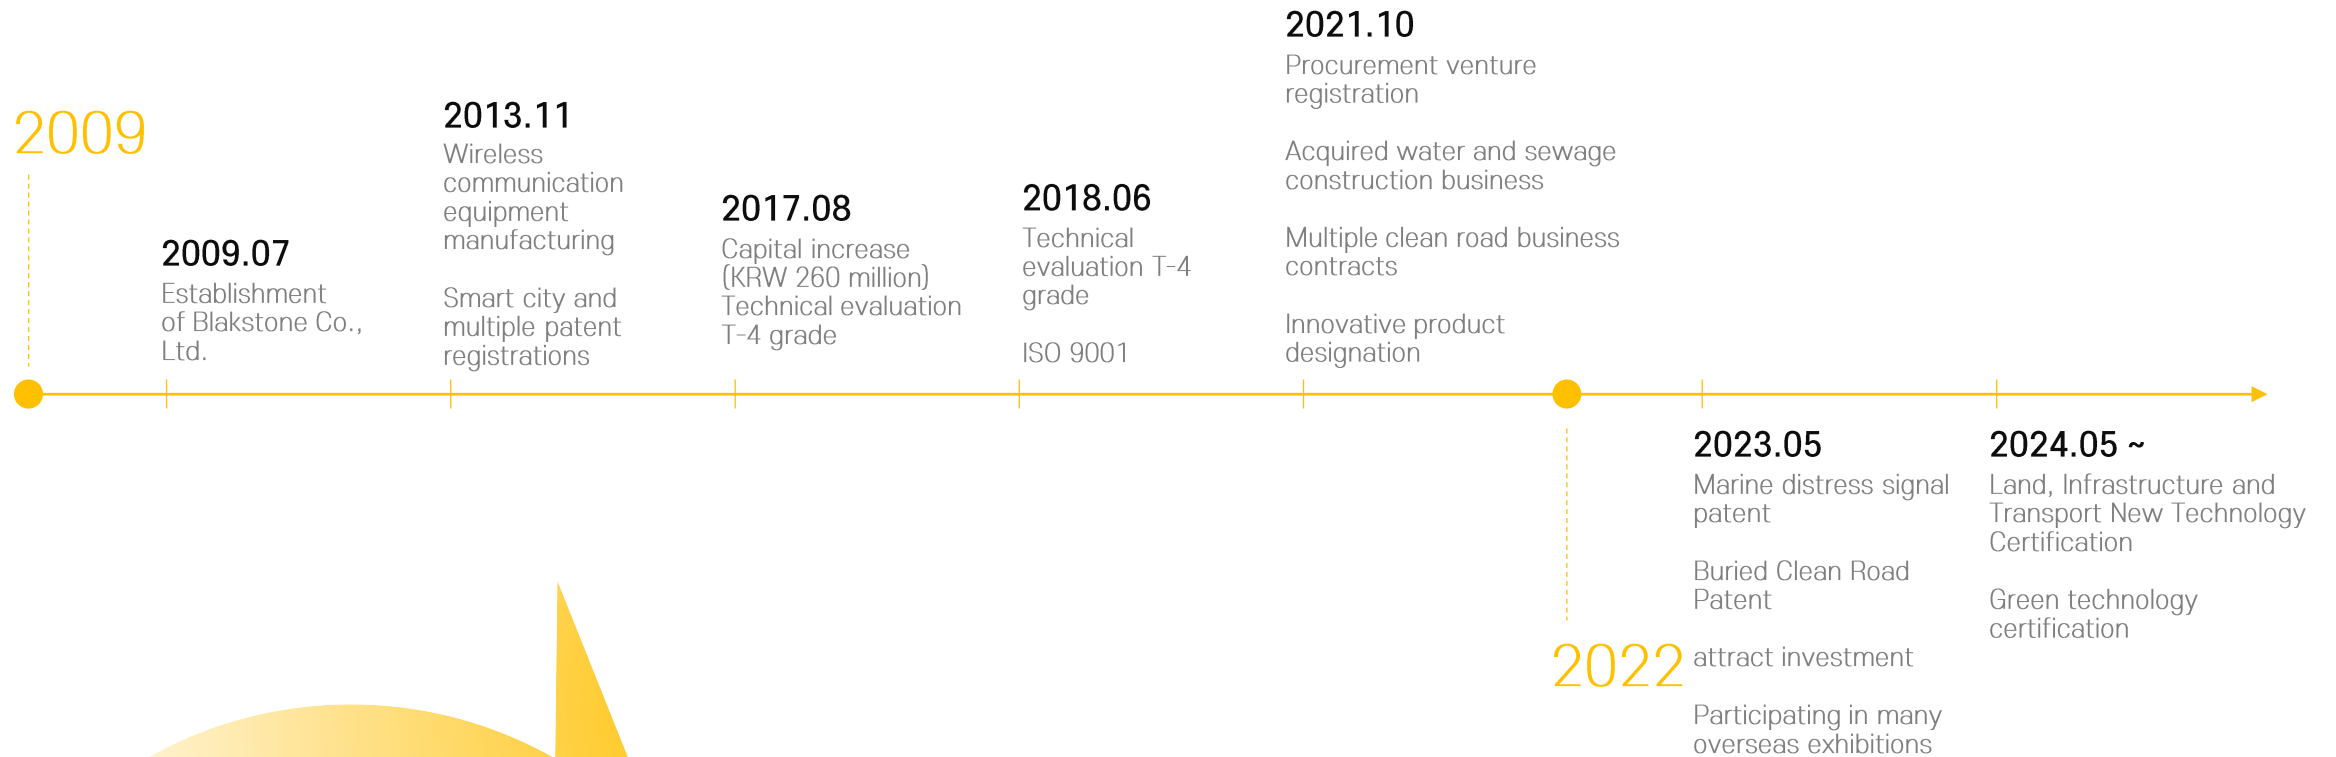 2009
2009.07
Establishment
of Blakstone Co.,
Ltd.
2013.11
Wireless
communication
equipment
manufacturing
Smart city and
multiple patent
registrations
2017.08
Capital increase
(KRW 260 million)
Technical evaluation
T-4 grade
2018.06
Technical
evaluation T-4
grade
ISO 9001
2021.10
Procurement venture
registration
Acquired water and sewage
construction business
Multiple clean road business
contracts
Innovative product
designation
2022
2023.05
Marine distress signal
patent
Buried Clean Road
Patent
attract investment
Participating in many
overseas exhibitions
2024.05 ~
Land, Infrastructure and
Transport New Technology
Certification
Green technology
certification